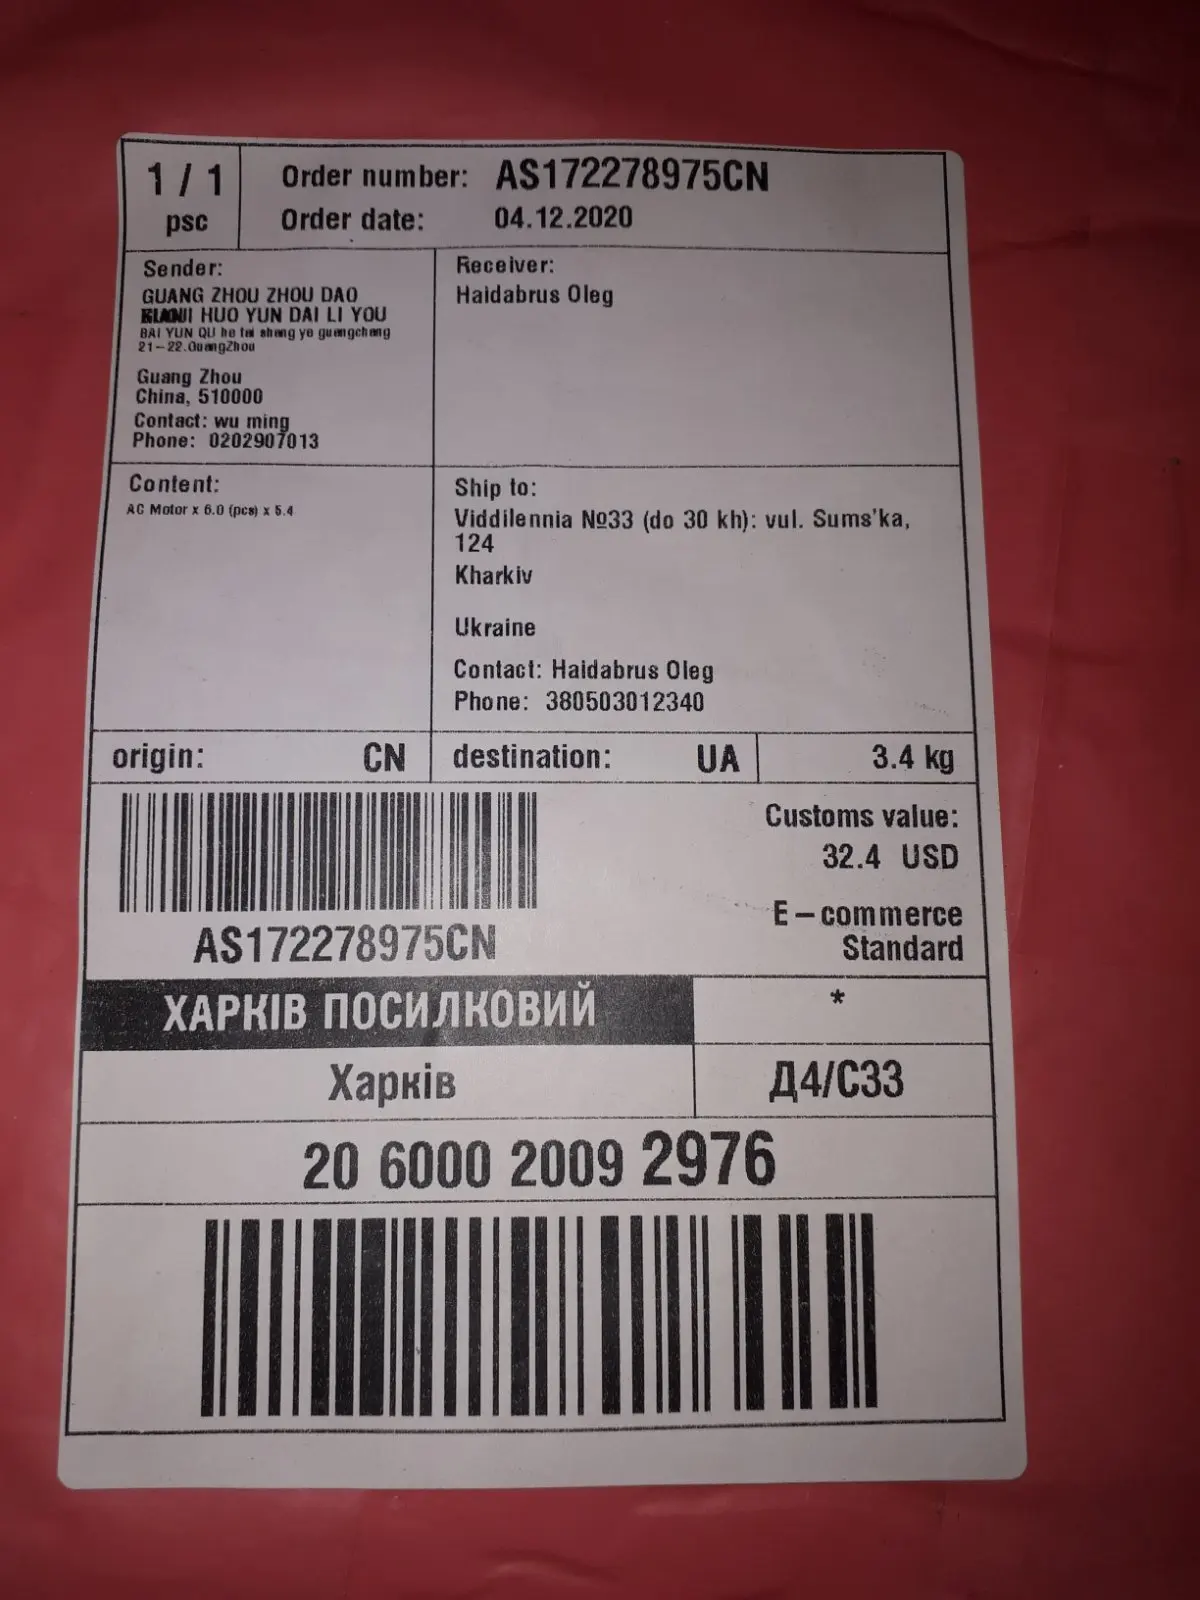 1 / 1
psc
Order number: AS172278975CN
Order date: 04.12.2020
Sender:
GUANG ZHOU ZHOU DAO
HUO YUN DAI LI YOU
BAI YUN QU he tai shang ye guangchang
21-22.GuangZhou
Guang Zhou
China, 510000
Contact: wu ming
Phone: 0202907013
Receiver:
Haidabrus Oleg
Content:
AC Motor x 6.0 (pcs) x 5.4
Ship to:
Viddilennia №33 (do 30 kh): vul. Sums'ka,
124
Kharkiv
Ukraine
Contact: Haidabrus Oleg
Phone: 380503012340
origin: CN
destination: UA
3.4 kg
Customs value:
32.4 USD
E-commerce
Standard
AS172278975CN
ХАРКІВ ПОСИЛКОВИЙ
*
Харків
Д4/С33
20 6000 2009 2976